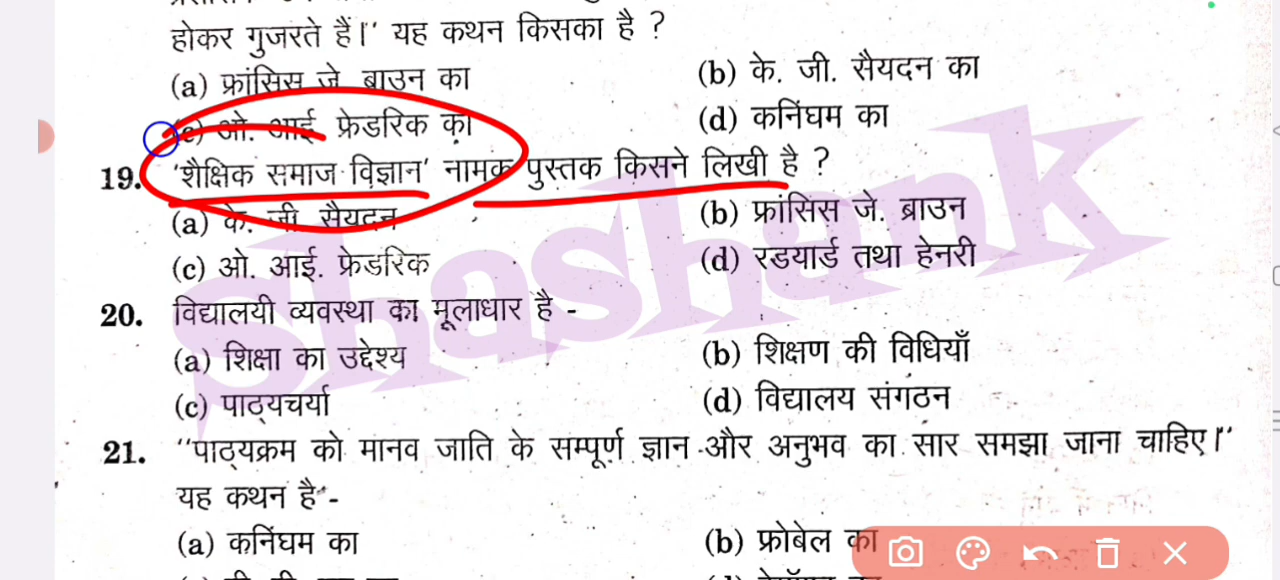 होकर गुजरते हैं।'' यह कथन किसका है ?
(a) फ्रांसिस जे. ब्राउन का (b) के. जी. सैयदन का
(c) ओ. आई. फ्रेडरिक का (d) कनिंघम का
19. 'शैक्षिक समाज विज्ञान' नामक पुस्तक किसने लिखी है ?
(a) के. जी. सैयदन (b) फ्रांसिस जे. ब्राउन
(c) ओ. आई. फ्रेडरिक (d) रडयार्ड तथा हेनरी
20. विद्यालयी व्यवस्था का मूलाधार है -
(a) शिक्षा का उद्देश्य (b) शिक्षण की विधियाँ
(c) पाठ्यचर्या (d) विद्यालय संगठन
21. ''पाठ्यक्रम को मानव जाति के सम्पूर्ण ज्ञान और अनुभव का सार समझा जाना चाहिए।''
यह कथन है -
(a) कनिंघम का (b) फ्रोबेल का
Shashank